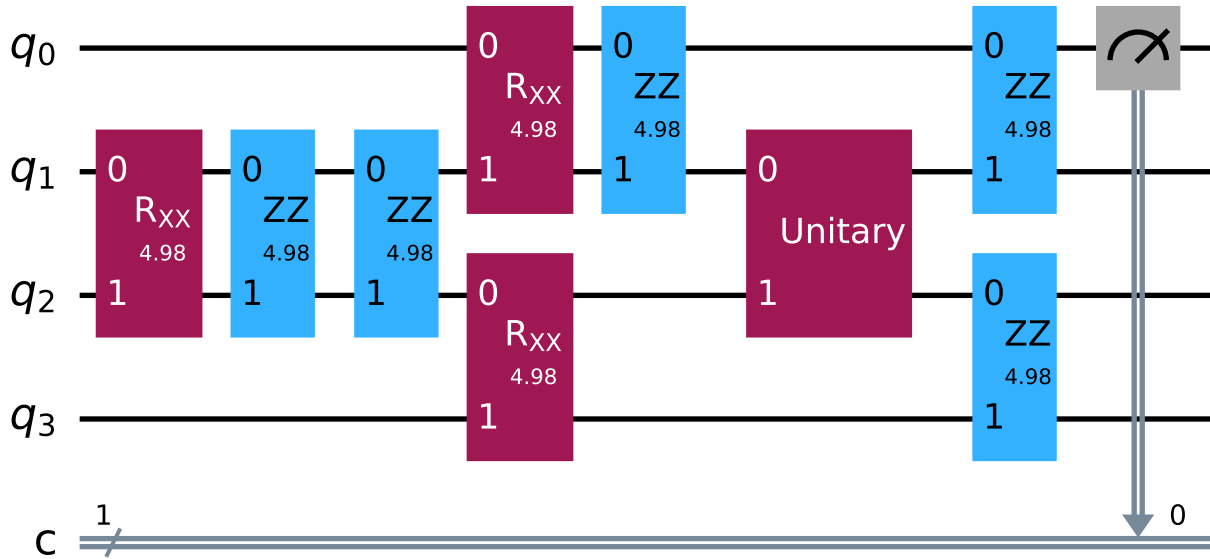 q0 0 0 0
RXX ZZ ZZ
4.98 4.98 4.98
q1 0 0 0 1 1 0 1
RXX ZZ ZZ Unitary
4.98 4.98 4.98
q2 1 1 1 0 1 0
RXX ZZ
4.98 4.98
q3 1 1
c 1 0